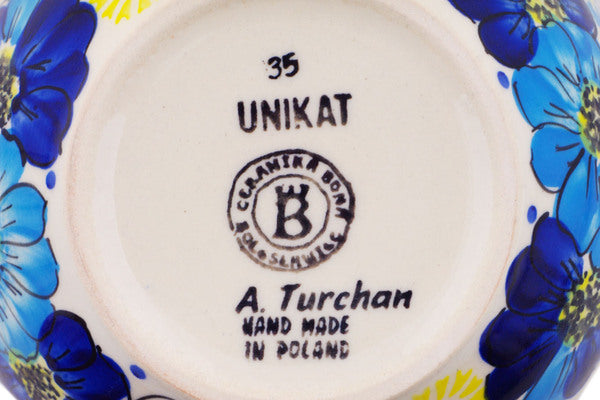 35
UNIKAT
CERAMIKA BONA
B
BOLESŁAWIEC
A. Turchan
HAND MADE
IN POLAND